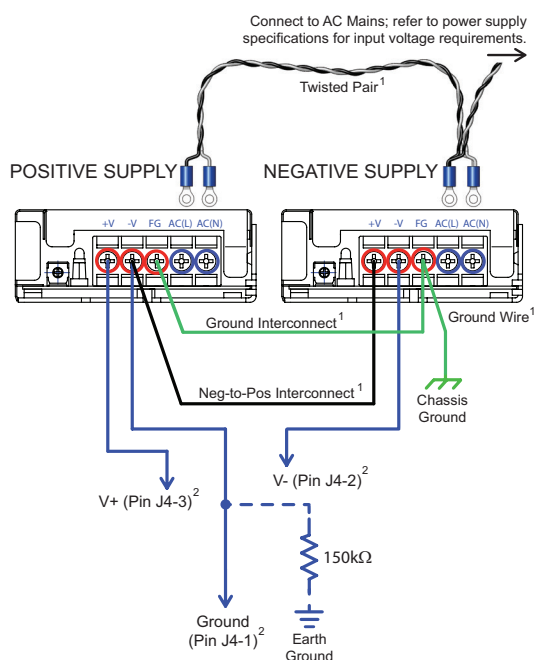 Connect to AC Mains; refer to power supply
specifications for input voltage requirements.
Twisted Pair1
POSITIVE SUPPLY
NEGATIVE SUPPLY
+V -V FG AC(L) AC(N)
+V -V FG AC(L) AC(N)
Ground Interconnect1
Ground Wire1
Neg-to-Pos Interconnect1
Chassis
Ground
V+ (Pin J4-3)2
V- (Pin J4-2)2
150kΩ
Ground
(Pin J4-1)2
Earth
Ground